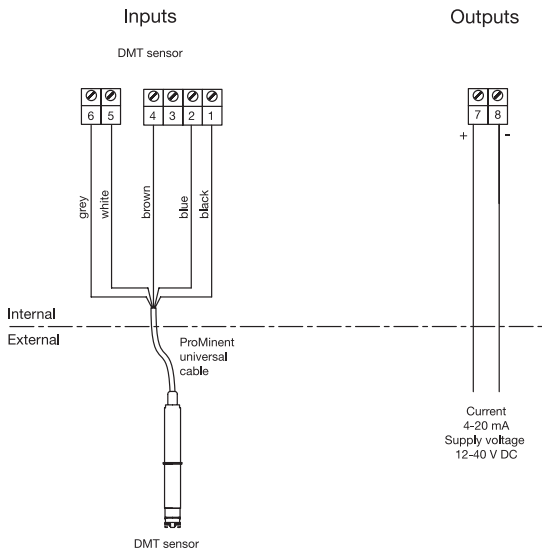 Inputs
Outputs
DMT sensor
6 5 4 3 2 1
7 8
+ -
grey
white
brown
blue
black
Internal
External
ProMinent
universal
cable
Current
4-20 mA
Supply voltage
12-40 V DC
DMT sensor